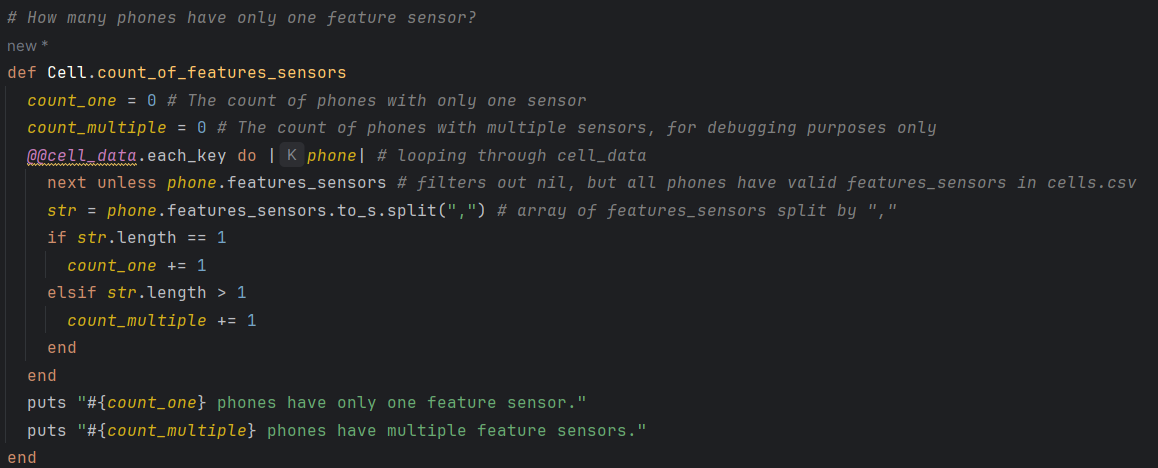 # How many phones have only one feature sensor?
new *
def Cell.count_of_features_sensors
  count_one = 0 # The count of phones with only one sensor
  count_multiple = 0 # The count of phones with multiple sensors, for debugging purposes only
  @@cell_data.each_key do | K phone| # looping through cell_data
    next unless phone.features_sensors # filters out nil, but all phones have valid features_sensors in cells.csv
    str = phone.features_sensors.to_s.split(",") # array of features_sensors split by ","
    if str.length == 1
      count_one += 1
    elsif str.length > 1
      count_multiple += 1
    end
  end
  puts "#{count_one} phones have only one feature sensor."
  puts "#{count_multiple} phones have multiple feature sensors."
end